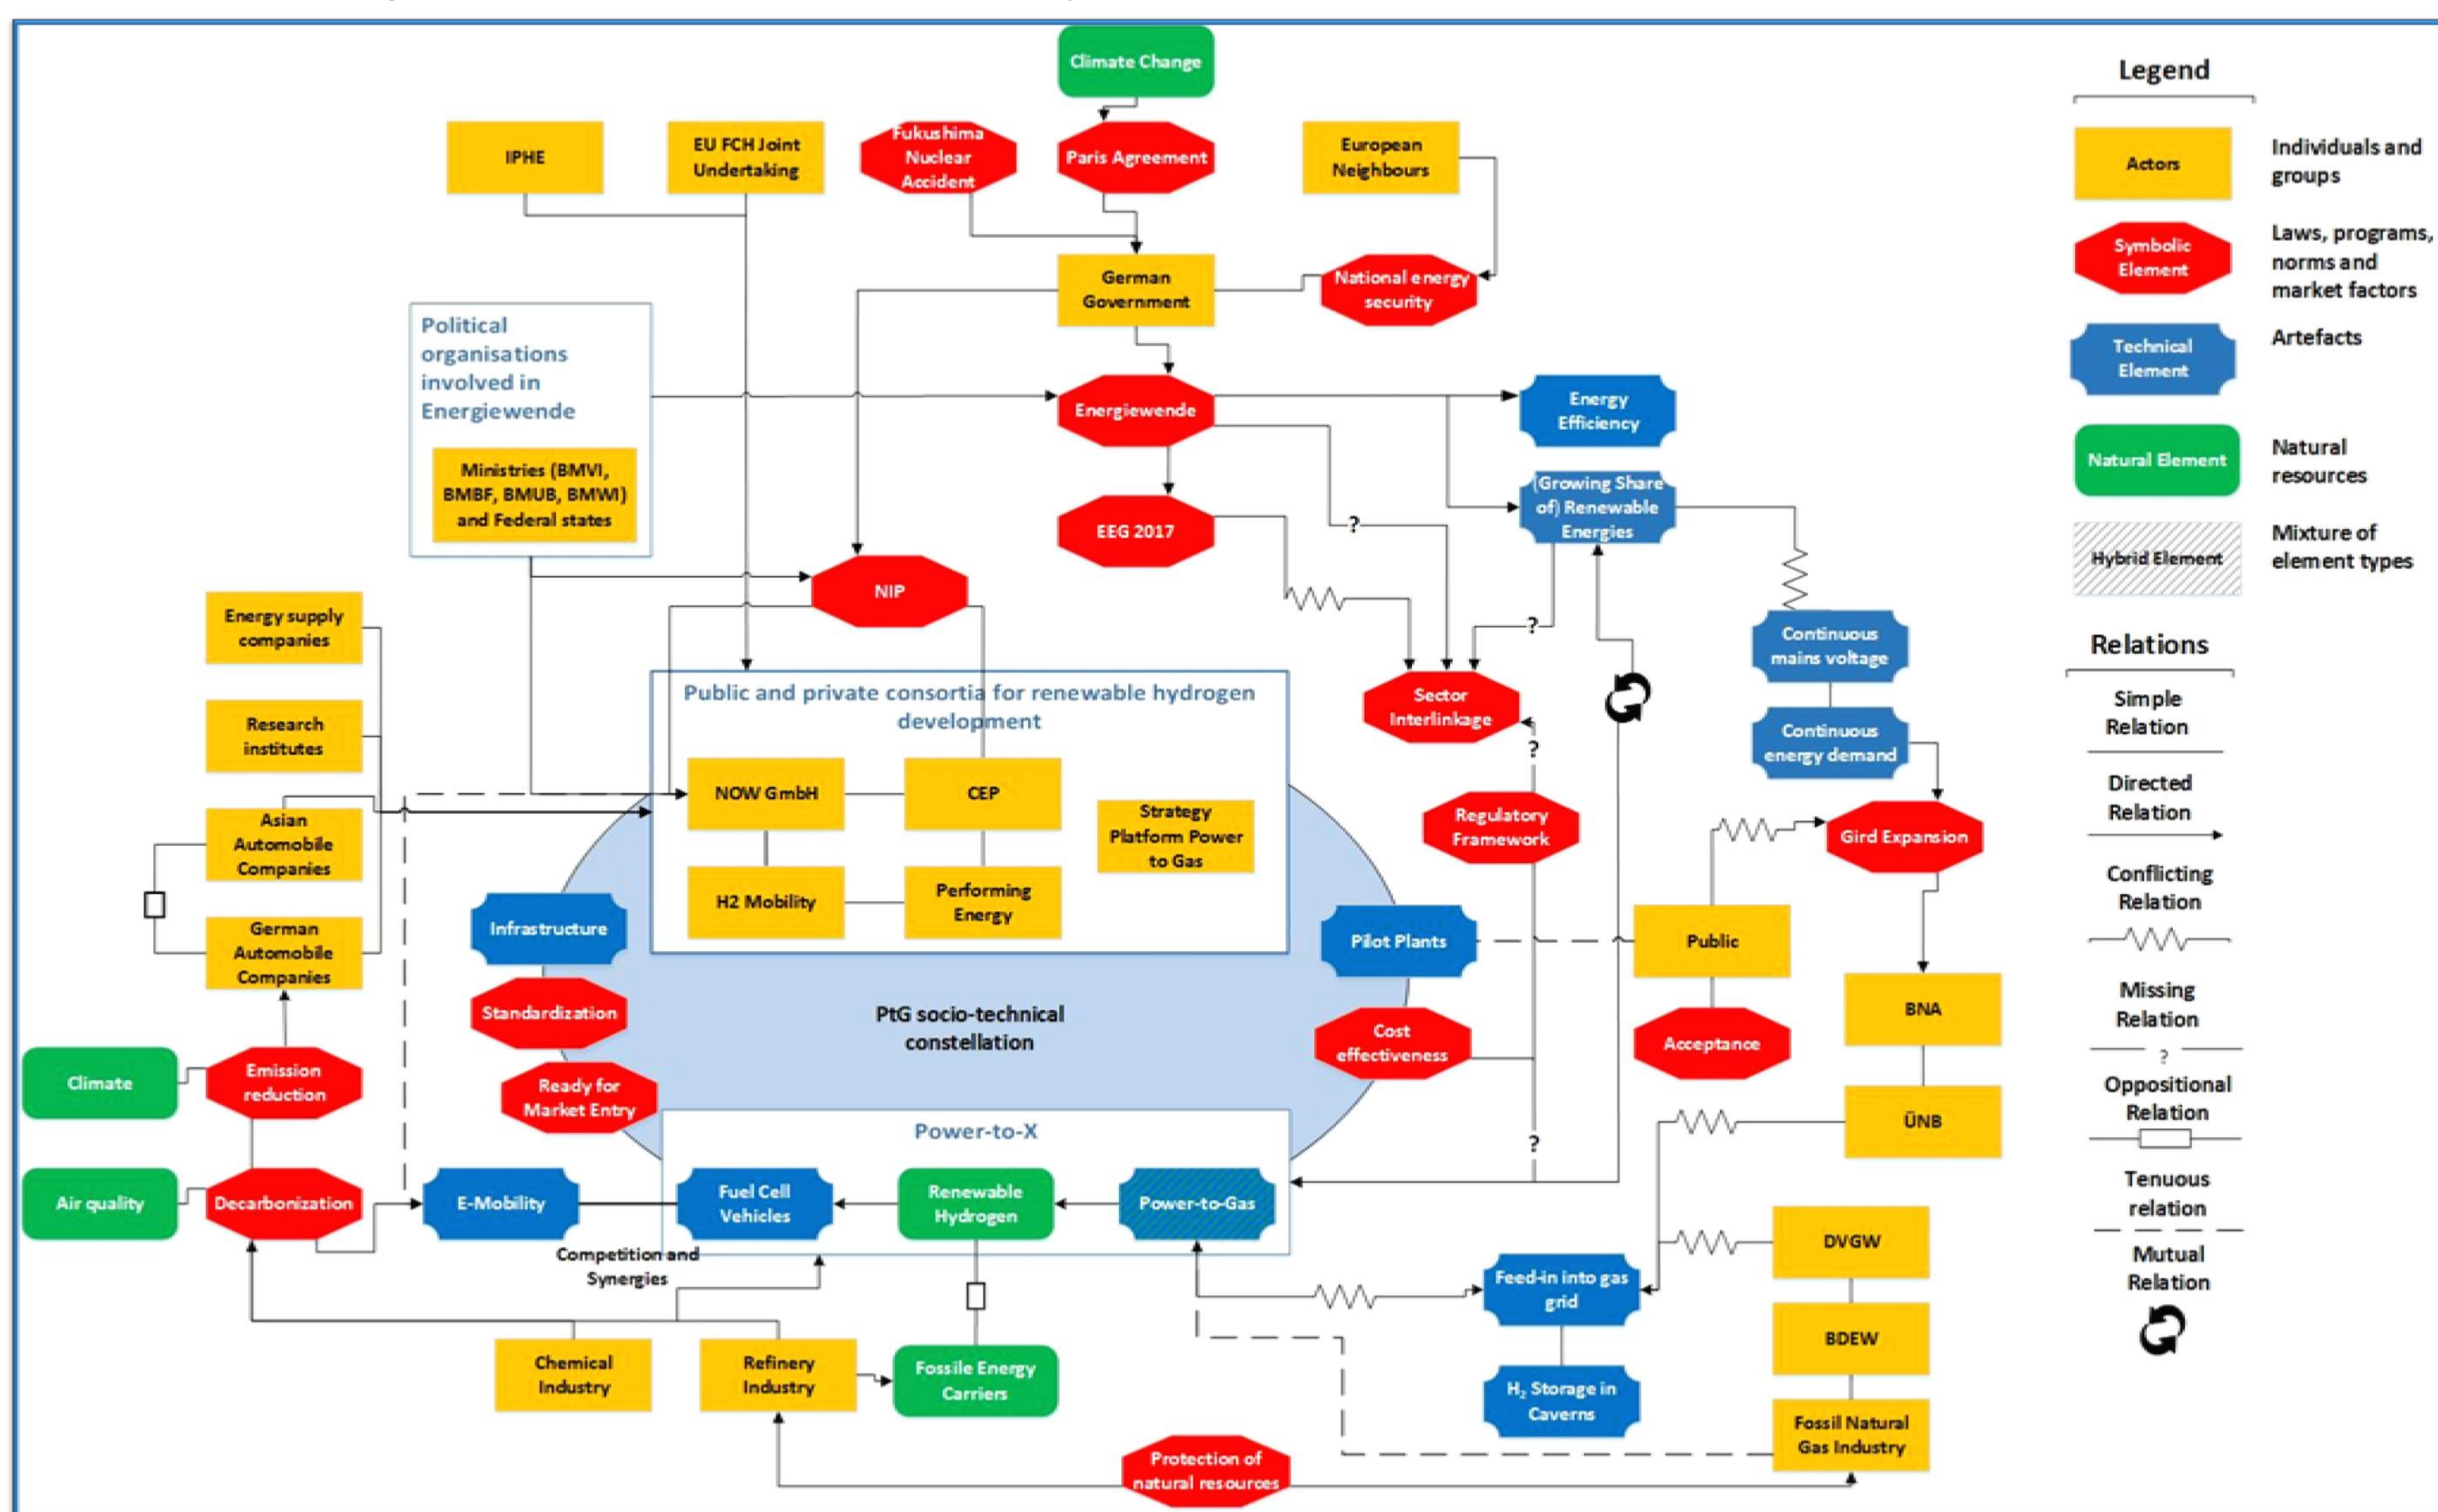 Climate Change
IPHE
EU FCH Joint
Undertaking
Fukushima
Nuclear
Accident
Paris Agreement
European
Neighbours
German
Government
National energy
security
Political
organisations
involved in
Energiewende
Ministries (BMVI,
BMBF, BMUB, BMWI)
and Federal states
Energiewende
Energy
Efficiency
EEG 2017
?
(Growing Share
of) Renewable
Energies
NIP
?
Continuous
mains voltage
Energy supply
companies
Research
institutes
Asian
Automobile
Companies
German
Automobile
Companies
Public and private consortia for renewable hydrogen
development
NOW GmbH
CEP
Strategy
Platform Power
to Gas
H2 Mobility
Performing
Energy
Sector
Interlinkage
?
Continuous
energy demand
Regulatory
Framework
Gird Expansion
Infrastructure
Pilot Plants
Public
BNA
Standardization
PtG socio-technical
constellation
Cost
effectiveness
Acceptance
Climate
Emission
reduction
Ready for
Market Entry
Power-to-X
?
ÜNB
Air quality
Decarbonization
E-Mobility
Fuel Cell
Vehicles
Renewable
Hydrogen
Power-to-Gas
Competition and
Synergies
DVGW
Feed-in into gas
grid
BDEW
Chemical
Industry
Refinery
Industry
Fossile Energy
Carriers
H₂ Storage in
Caverns
Fossil Natural
Gas Industry
Protection of
natural resources
Legend
Actors
Individuals and
groups
Symbolic
Element
Laws, programs,
norms and
market factors
Technical
Element
Artefacts
Natural Element
Natural
resources
Hybrid Element
Mixture of
element types
Relations
Simple
Relation
Directed
Relation
Conflicting
Relation
Missing
Relation
?
Oppositional
Relation
Tenuous
relation
Mutual
Relation